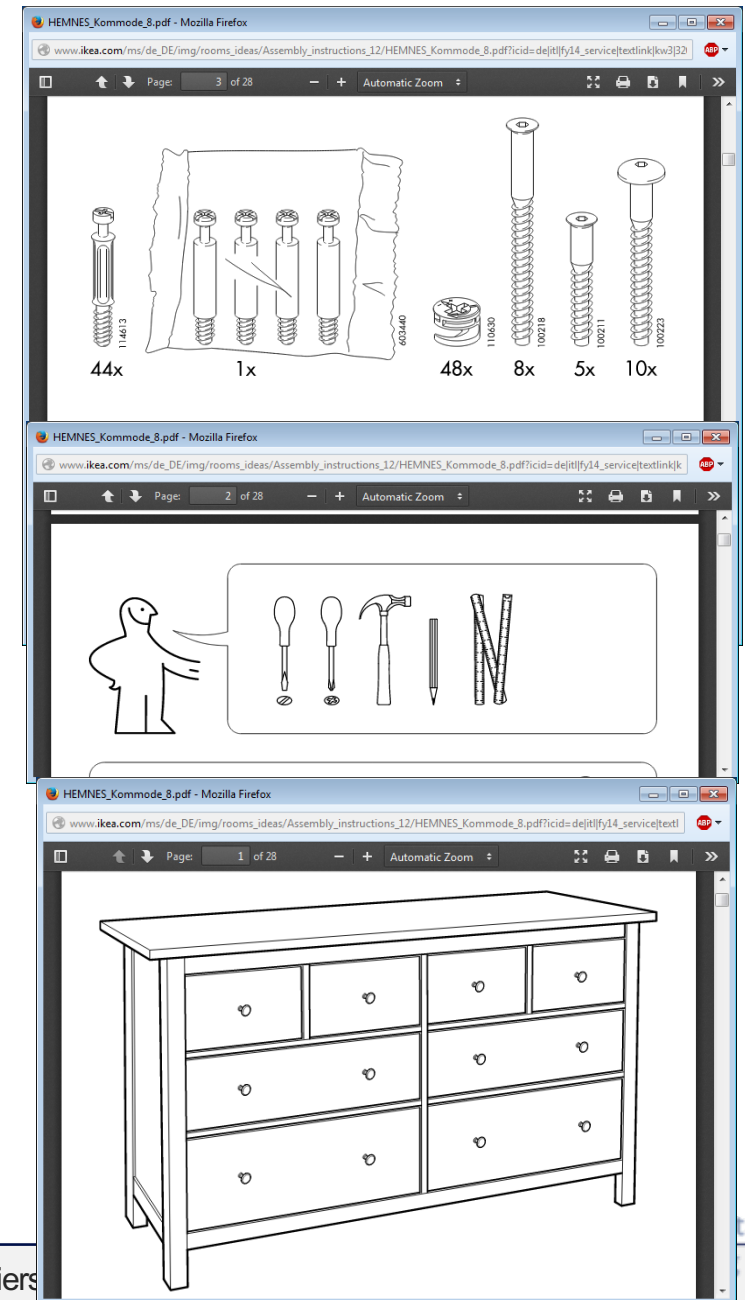 HEMNES_Kommode_8.pdf - Mozilla Firefox
www.ikea.com/ms/de_DE/img/rooms_ideas/Assembly_instructions_12/HEMNES_Kommode_8.pdf?icid=de|itl|fy14_service|textlink|kw3|320
ABP
Page: 3 of 28 − + Automatic Zoom
114613
603440
110630
100218
100211
100223
44x 1x 48x 8x 5x 10x
HEMNES_Kommode_8.pdf - Mozilla Firefox
www.ikea.com/ms/de_DE/img/rooms_ideas/Assembly_instructions_12/HEMNES_Kommode_8.pdf?icid=de|itl|fy14_service|textlink|k
ABP
Page: 2 of 28 − + Automatic Zoom
HEMNES_Kommode_8.pdf - Mozilla Firefox
www.ikea.com/ms/de_DE/img/rooms_ideas/Assembly_instructions_12/HEMNES_Kommode_8.pdf?icid=de|itl|fy14_service|textl
ABP
Page: 1 of 28 − + Automatic Zoom
iers